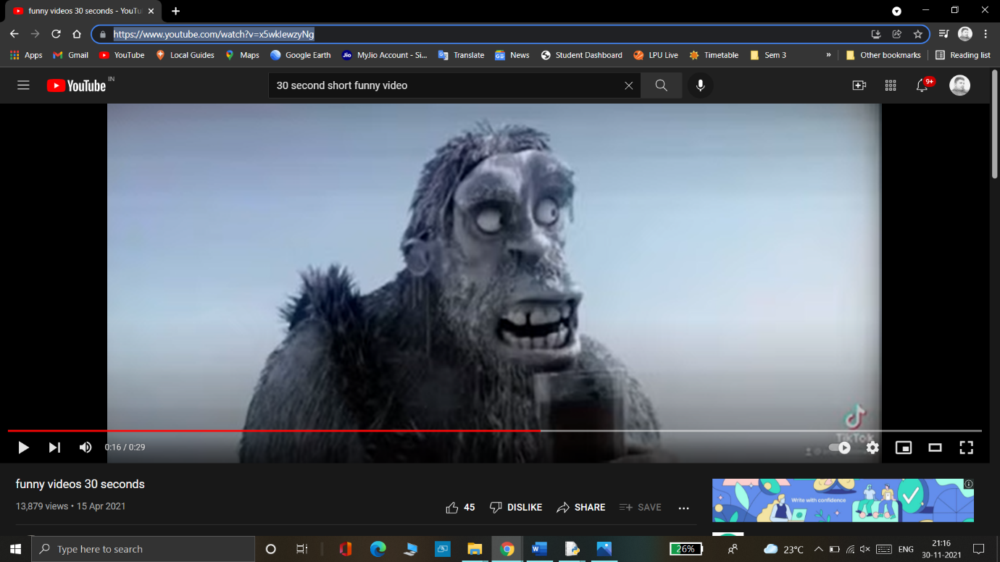 funny videos 30 seconds - YouTu
https://www.youtube.com/watch?v=x5wklewzyNg
Apps Gmail YouTube Local Guides Maps Google Earth Jio MyJio Account - Si... Translate GE News Student Dashboard LPU Live Timetable Sem 3 » Other bookmarks Reading list
YouTube IN
30 second short funny video
9+
TikTok
0:16 / 0:29
funny videos 30 seconds
13,879 views • 15 Apr 2021
45 DISLIKE SHARE SAVE
Write with confidence
Type here to search
W
26%
23°C
ENG
21:16
30-11-2021